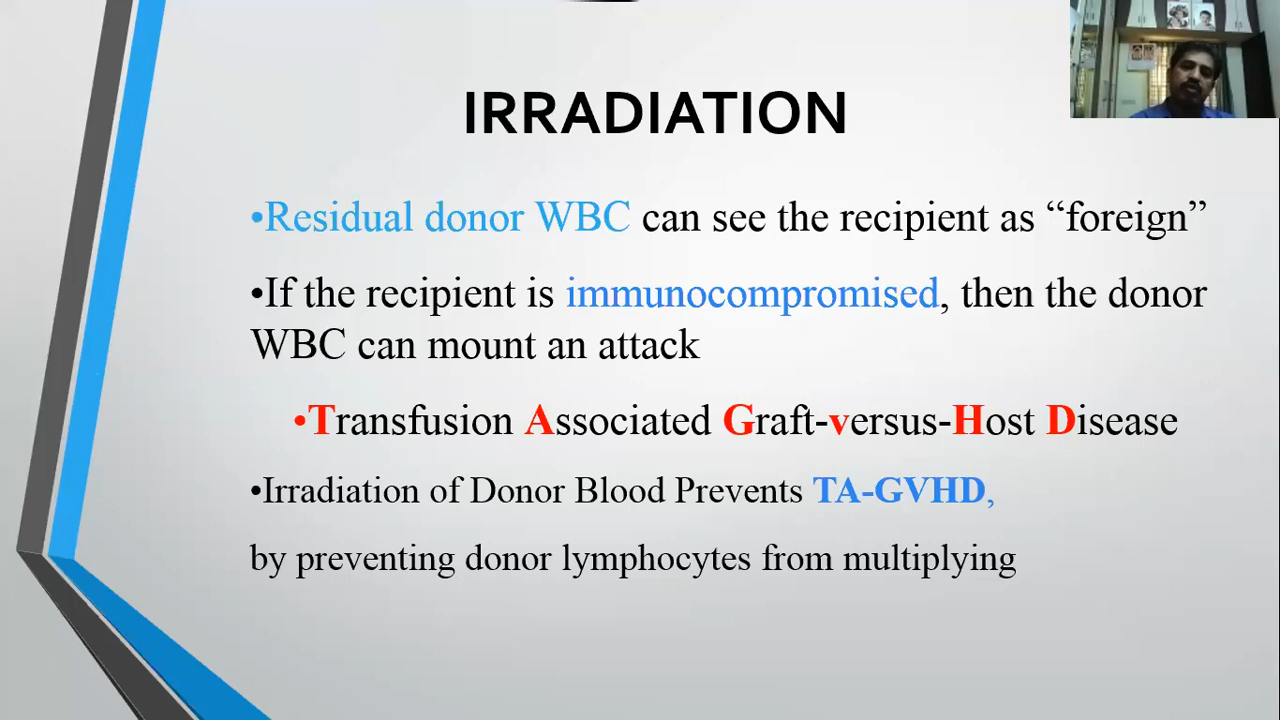 IRRADIATION
•Residual donor WBC can see the recipient as “foreign”
•If the recipient is immunocompromised, then the donor
WBC can mount an attack
•Transfusion Associated Graft-versus-Host Disease
•Irradiation of Donor Blood Prevents TA-GVHD,
by preventing donor lymphocytes from multiplying